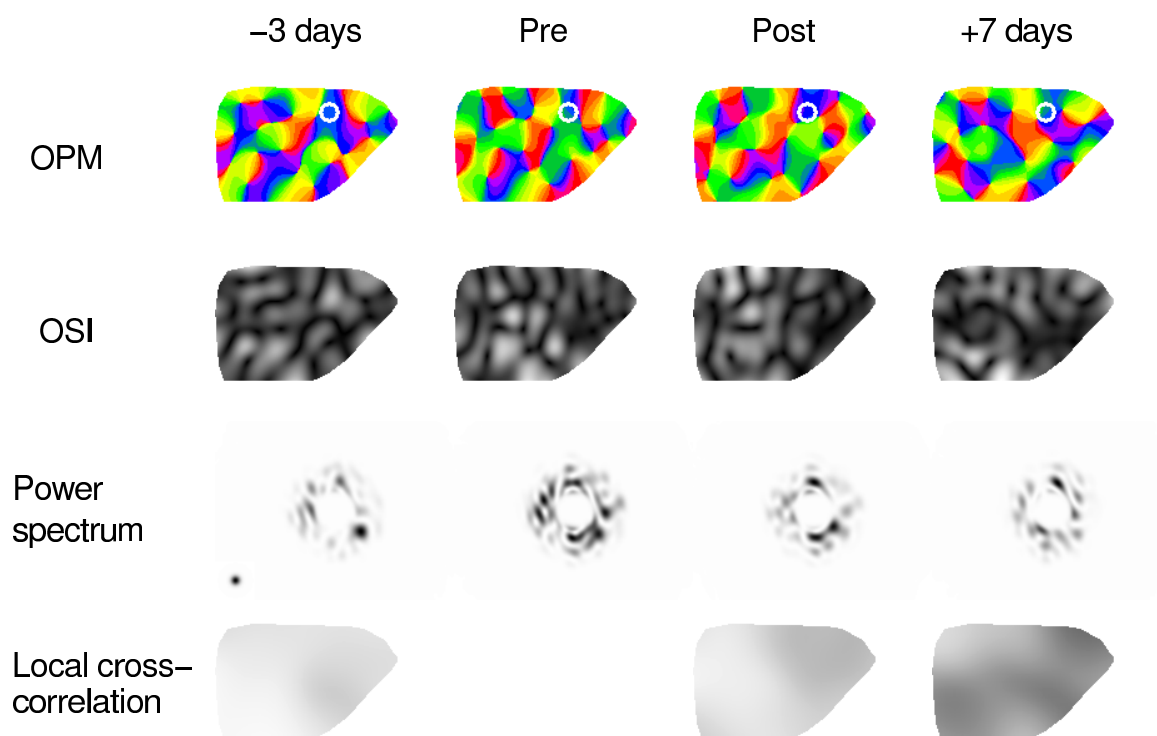 −3 days
Pre
Post
+7 days
OPM
OSI
Power
spectrum
Local cross−
correlation